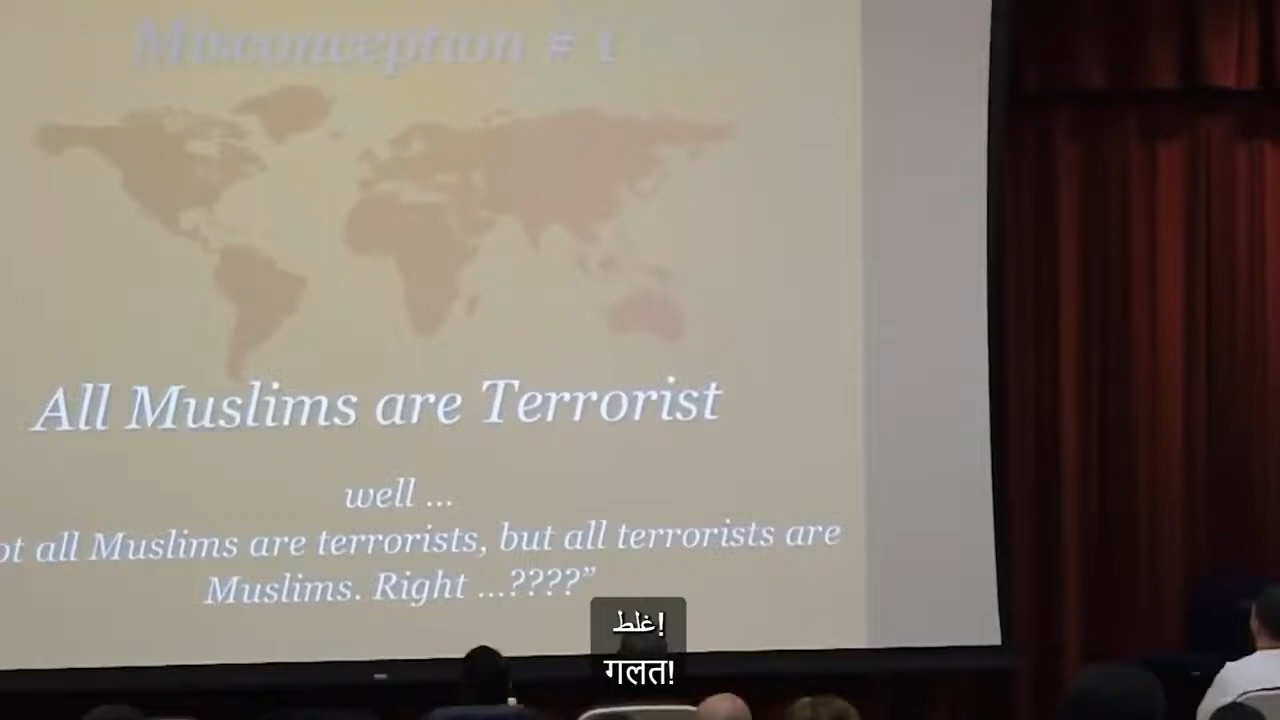 Misconception # 1
All Muslims are Terrorist
well ...
ot all Muslims are terrorists, but all terrorists are
Muslims. Right ...????”
غلط!
गलत!